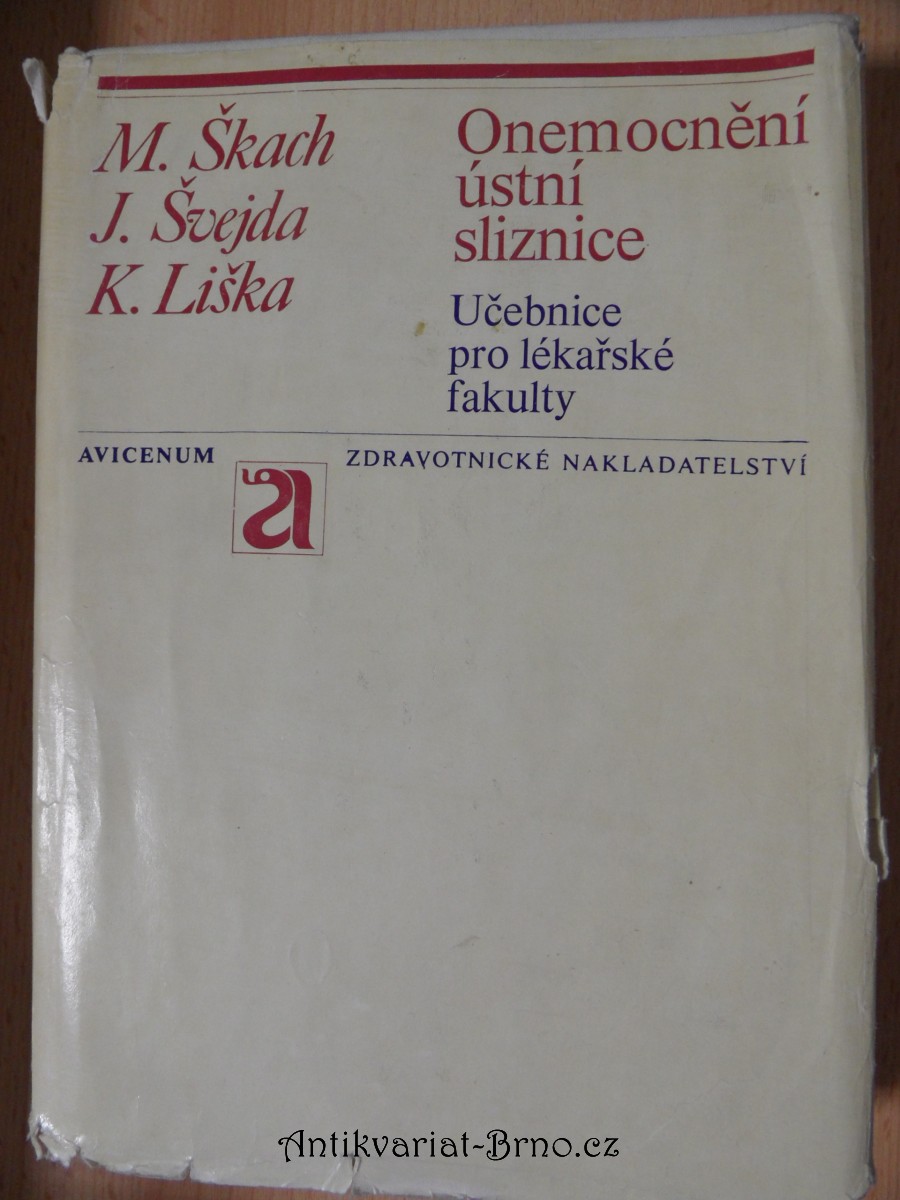 M. Škach
J. Švejda
K. Liška
Onemocnění
ústní
sliznice
Učebnice
pro lékařské
fakulty
AVICENUM
a
ZDRAVOTNICKÉ NAKLADATELSTVÍ
Antikvariat-Brno.cz